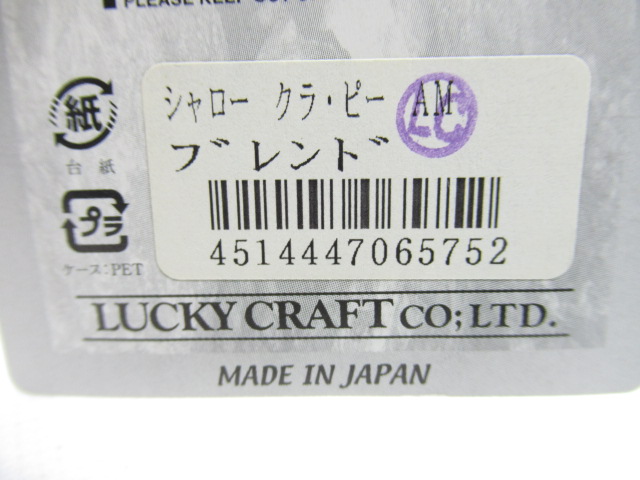 PLEASE KEEP OUT
シャロー クラ・ピー AM
LC
ブレンド
紙
台紙
プラ
ケース:PET
4514447065752
LUCKY CRAFT CO;LTD.
MADE IN JAPAN